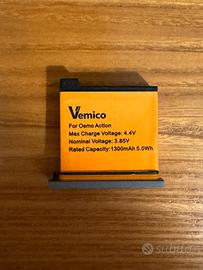 Vemico
For Osmo Action
Max Charge Voltage: 4.4V
Nominal Voltage: 3.85V
Rated Capacity:1300mAh 5.0Wh
subito